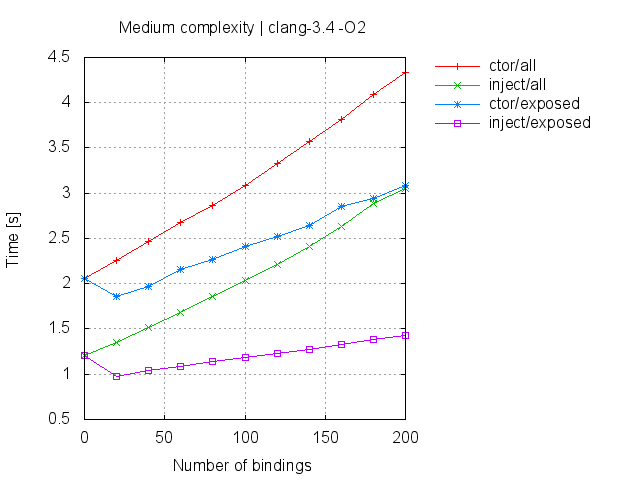 Medium complexity | clang-3.4 -O2
ctor/all
inject/all
ctor/exposed
inject/exposed
4.5
4
3.5
3
2.5
2
1.5
1
0.5
Time [s]
0 50 100 150 200
Number of bindings